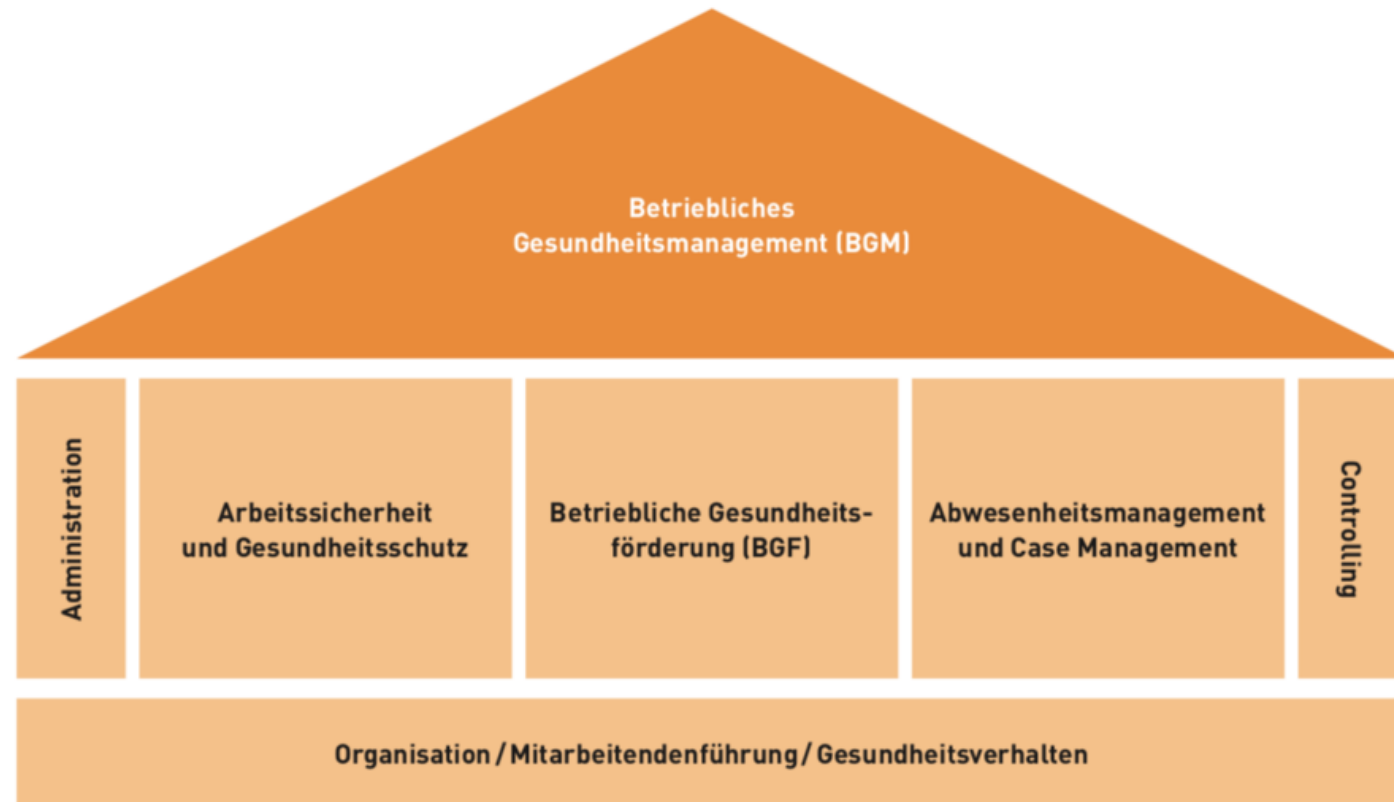 Betriebliches
Gesundheitsmanagement (BGM)
Administration
Arbeitssicherheit
und Gesundheitsschutz
Betriebliche Gesundheits-
förderung (BGF)
Abwesenheitsmanagement
und Case Management
Controlling
Organisation / Mitarbeitendenführung / Gesundheitsverhalten